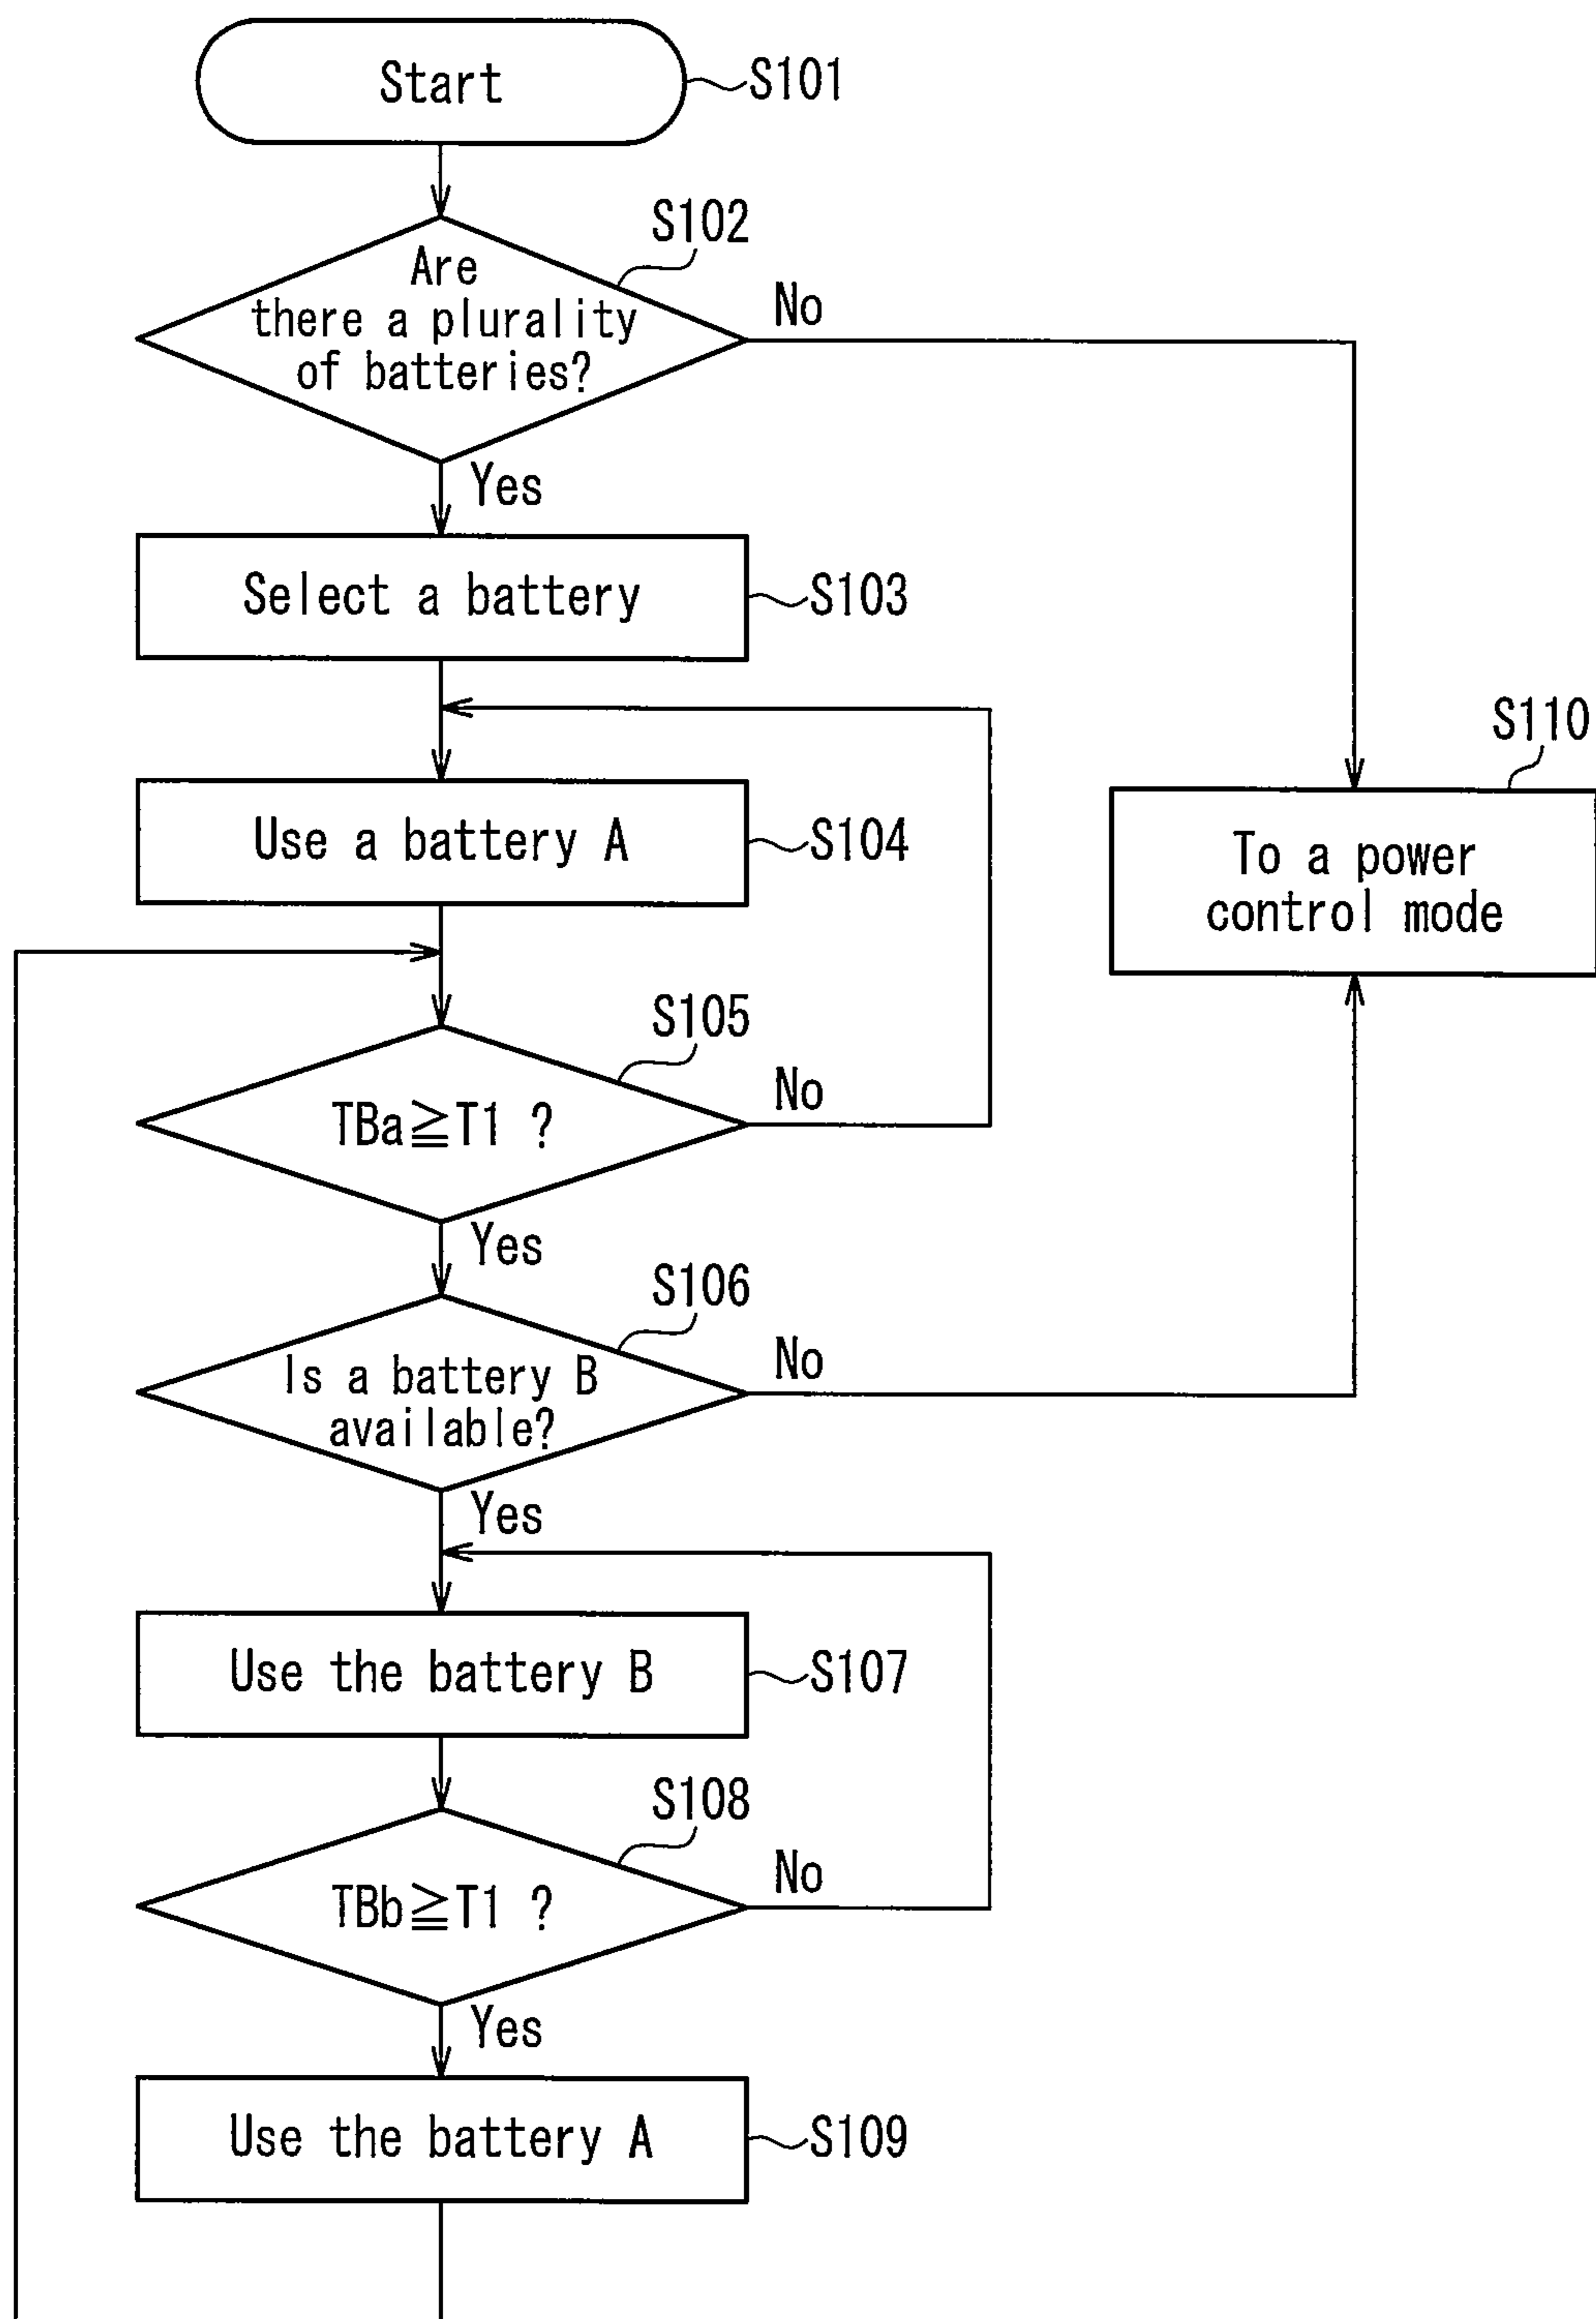 Start
S101
S102
Are
there a plurality
of batteries?
No
Yes
Select a battery
S103
Use a battery A
S104
S110
To a power
control mode
S105
TBa≧T1 ?
No
Yes
S106
Is a battery B
available?
No
Yes
Use the battery B
S107
S108
TBb≧T1 ?
No
Yes
Use the battery A
S109